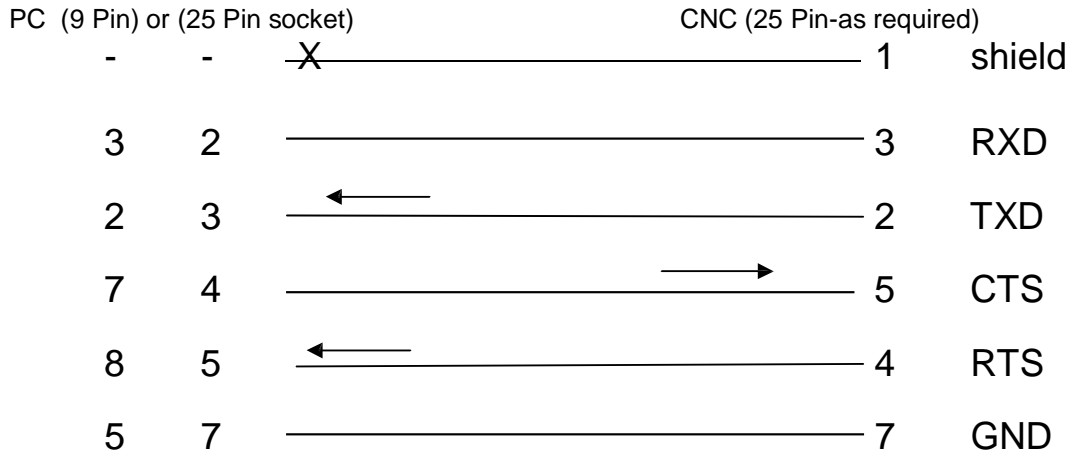 PC (9 Pin) or (25 Pin socket) CNC (25 Pin-as required)
- - X 1 shield
3 2 3 RXD
2 3 2 TXD
7 4 5 CTS
8 5 4 RTS
5 7 7 GND